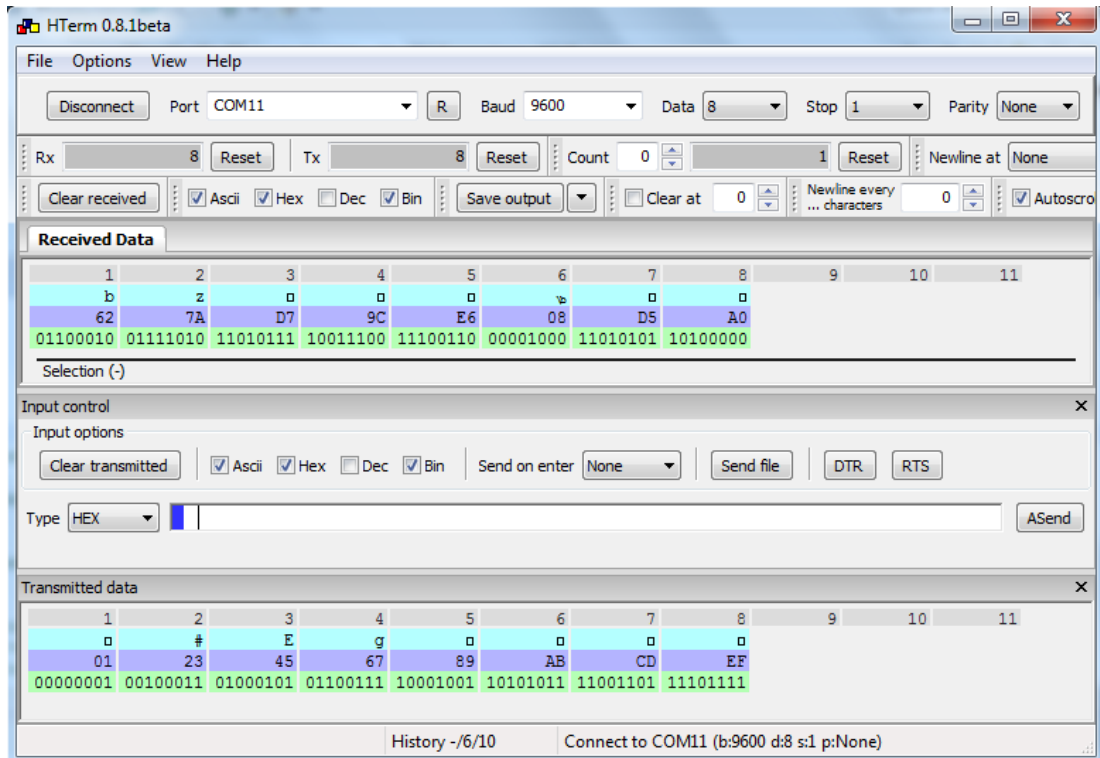 HTerm 0.8.1beta
File Options View Help
Disconnect Port COM11 R Baud 9600 Data 8 Stop 1 Parity None
Rx 8 Reset Tx 8 Reset Count 0 1 Reset Newline at None
Clear received Ascii Hex Dec Bin Save output Clear at 0 Newline every ... characters 0 Autoscrol
Received Data
1 2 3 4 5 6 7 8 9 10 11
b z
62 7A D7 9C E6 08 D5 A0
01100010 01111010 11010111 10011100 11100110 00001000 11010101 10100000
Selection (-)
Input control
Input options
Clear transmitted Ascii Hex Dec Bin Send on enter None Send file DTR RTS
Type HEX ASend
Transmitted data
1 2 3 4 5 6 7 8 9 10 11
# E g
01 23 45 67 89 AB CD EF
00000001 00100011 01000101 01100111 10001001 10101011 11001101 11101111
History -/6/10 Connect to COM11 (b:9600 d:8 s:1 p:None)